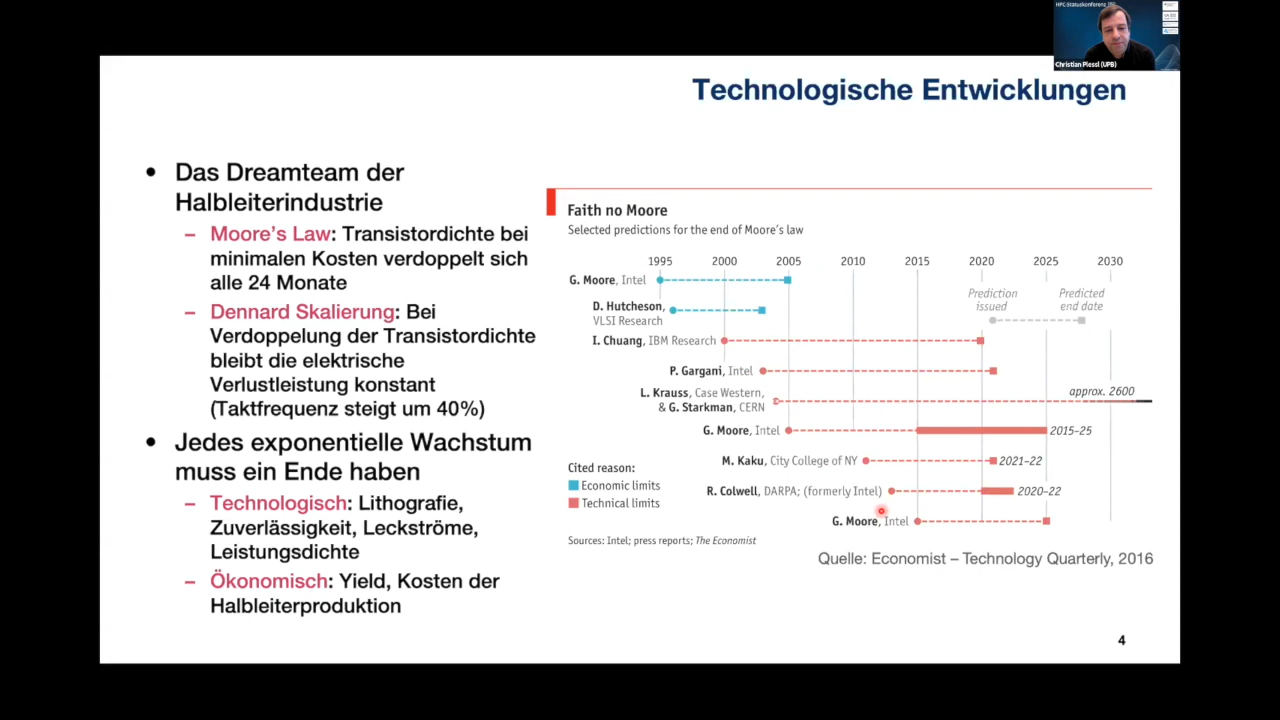 HPC-Statuskonferenz
Christian Plessl (UPB)
Technologische Entwicklungen
• Das Dreamteam der
Halbleiterindustrie
– Moore's Law: Transistordichte bei
minimalen Kosten verdoppelt sich
alle 24 Monate
– Dennard Skalierung: Bei
Verdoppelung der Transistordichte
bleibt die elektrische
Verlustleistung konstant
(Taktfrequenz steigt um 40%)
• Jedes exponentielle Wachstum
muss ein Ende haben
– Technologisch: Lithografie,
Zuverlässigkeit, Leckströme,
Leistungsdichte
– Ökonomisch: Yield, Kosten der
Halbleiterproduktion
Faith no Moore
Selected predictions for the end of Moore's law
1995 2000 2005 2010 2015 2020 2025 2030
G. Moore, Intel
Prediction
issued
Predicted
end date
D. Hutcheson,
VLSI Research
I. Chuang, IBM Research
P. Gargani, Intel
L. Krauss, Case Western,
& G. Starkman, CERN
approx. 2600
G. Moore, Intel 2015-25
M. Kaku, City College of NY 2021-22
R. Colwell, DARPA; (formerly Intel) 2020-22
G. Moore, Intel
Cited reason:
Economic limits
Technical limits
Sources: Intel; press reports; The Economist
Quelle: Economist – Technology Quarterly, 2016
4